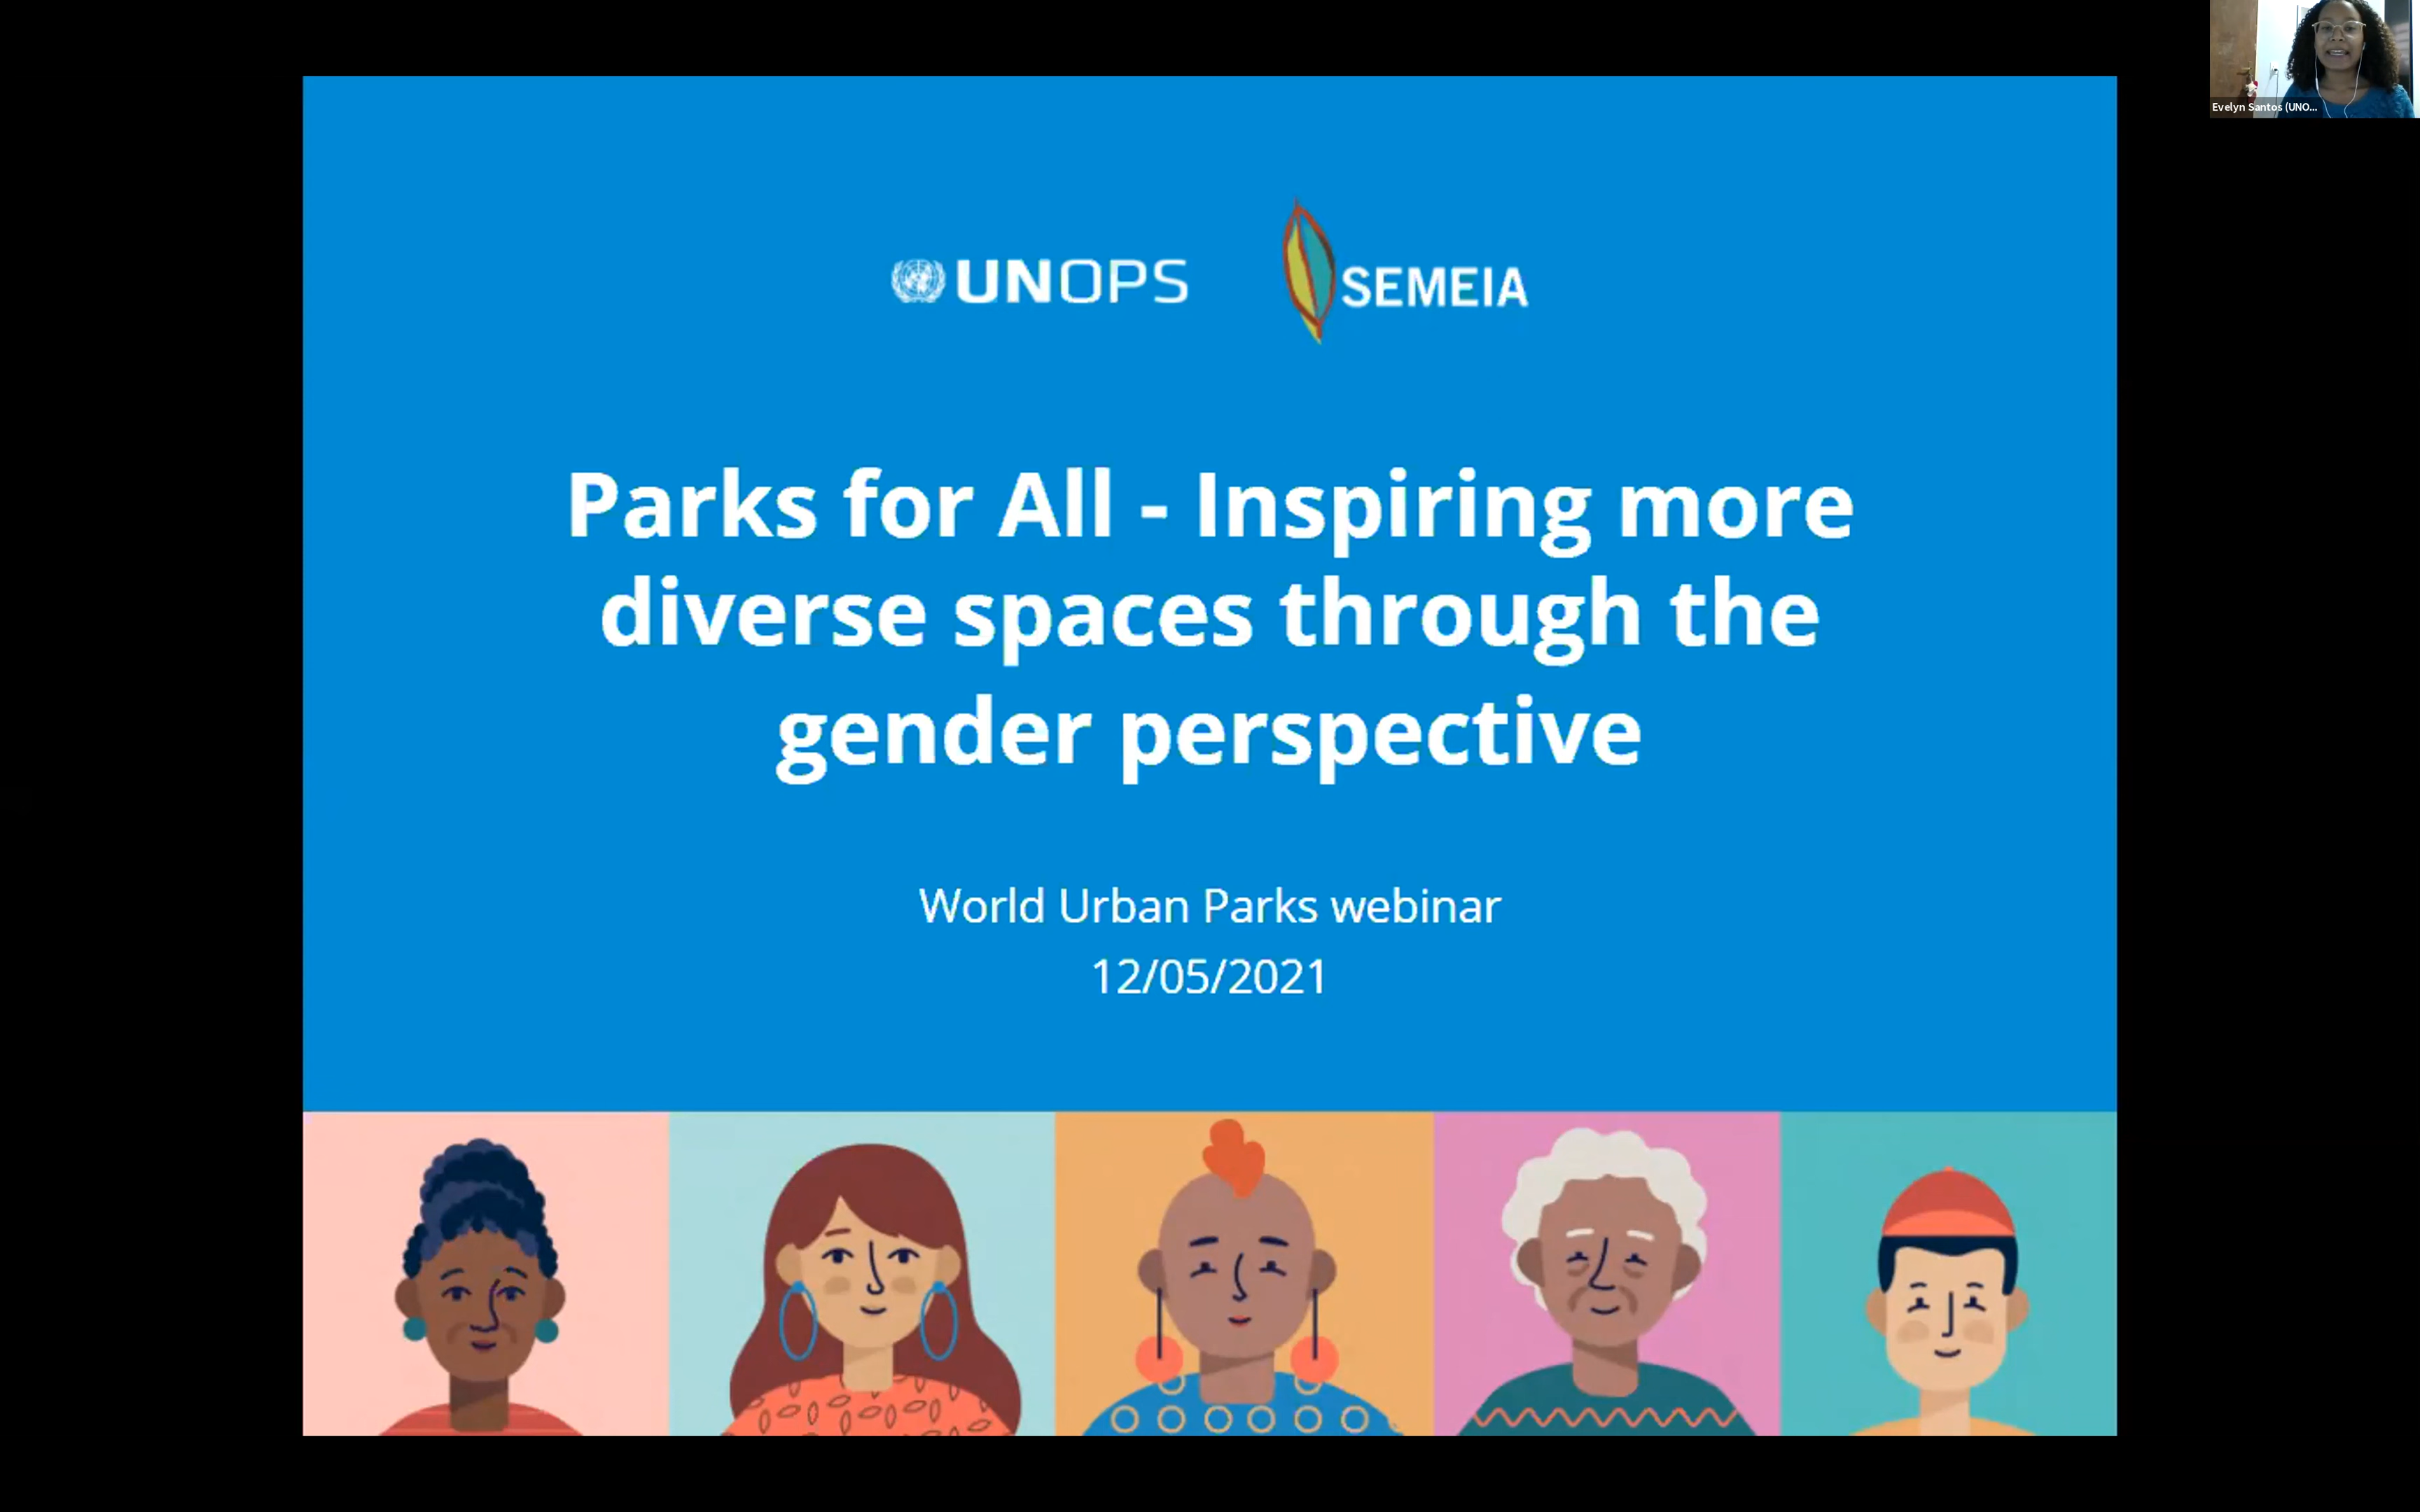 UNOPS
SEMEIA
Parks for All - Inspiring more
diverse spaces through the
gender perspective
World Urban Parks webinar
12/05/2021
Evelyn Santos (UNO...